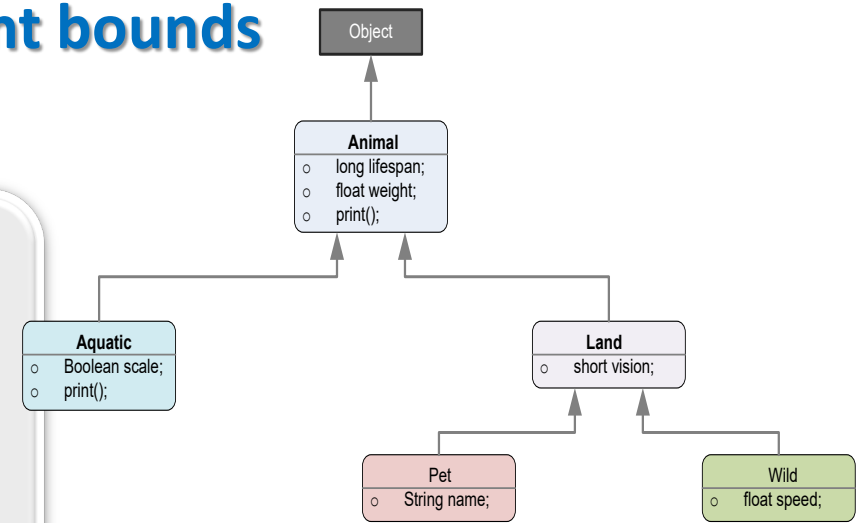 nt bounds
Object
Animal
long lifespan;
float weight;
print();
Aquatic
Boolean scale;
print();
Land
short vision;
Pet
String name;
Wild
float speed;